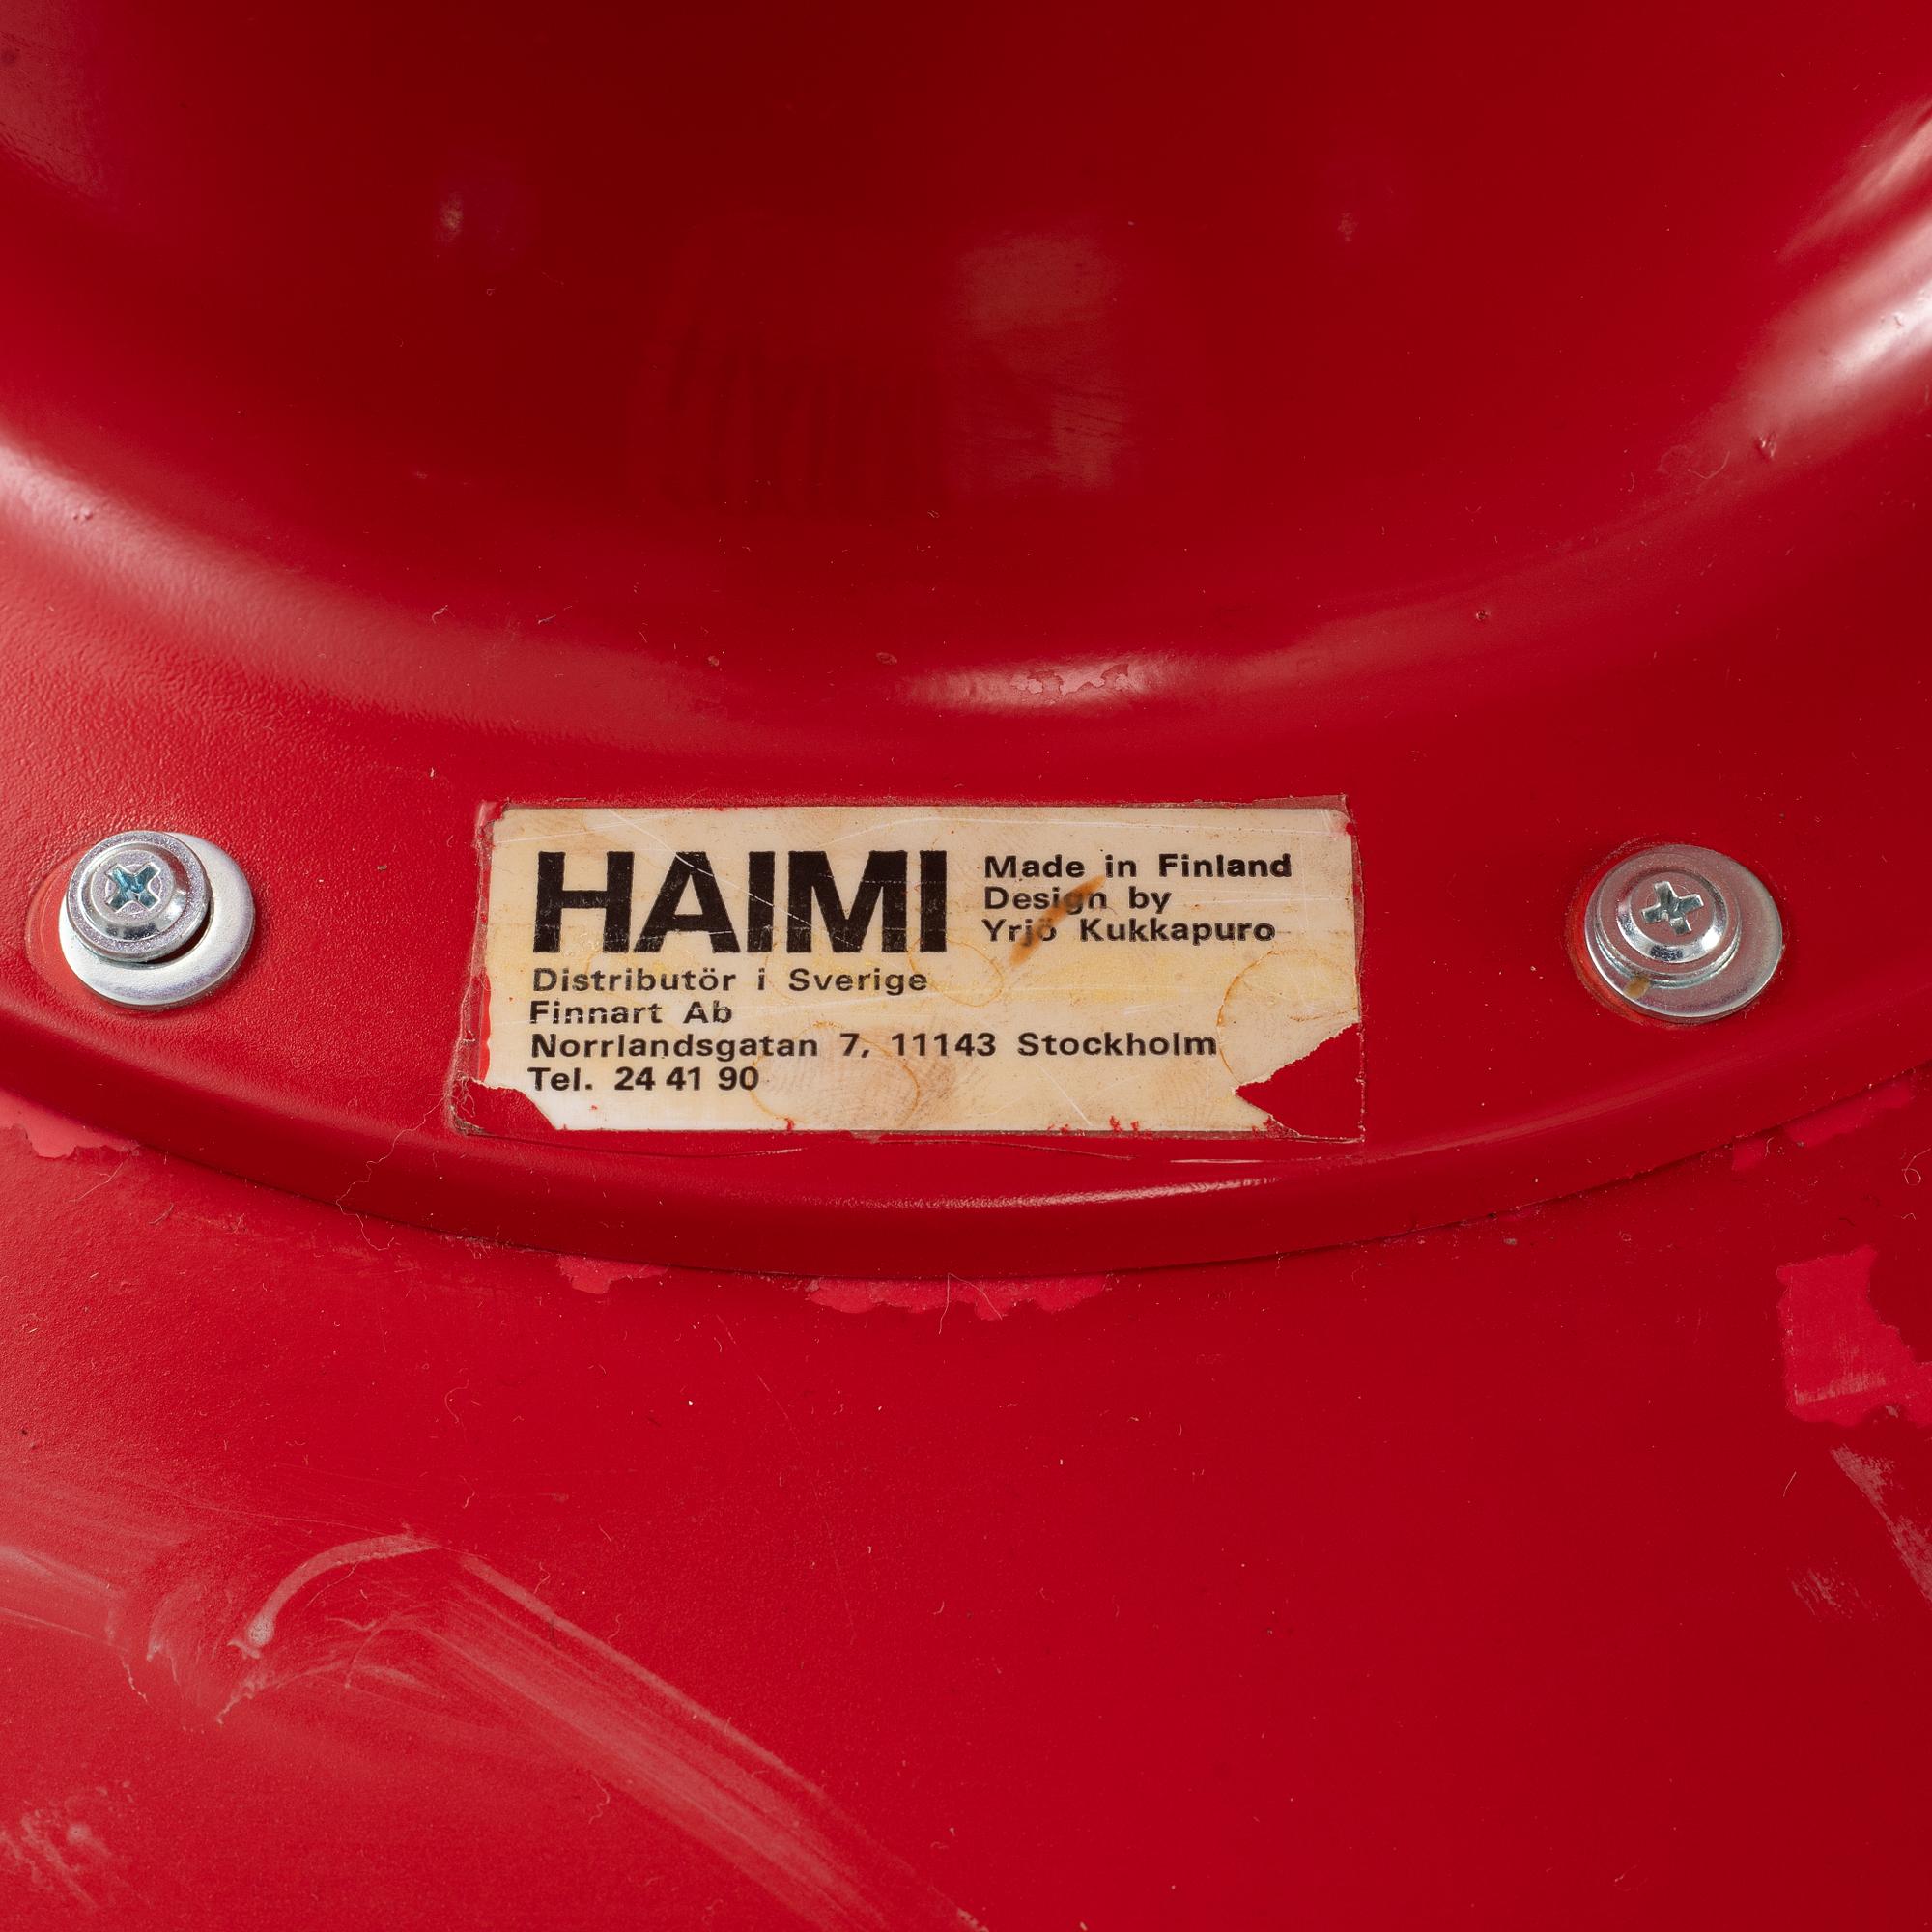 HAIMI
Made in Finland
Design by
Yrjö Kukkapuro
Distributör i Sverige
Finnart Ab
Norrlandsgatan 7, 11143 Stockholm
Tel. 24 41 90